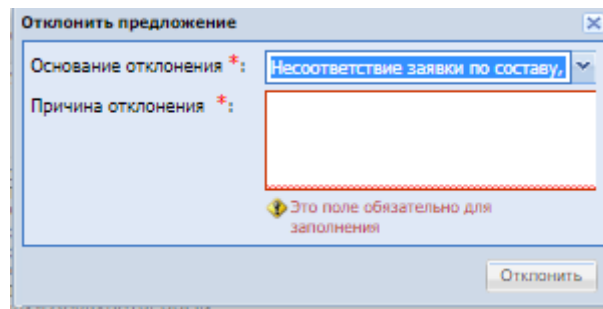 Отклонить предложение
Основание отклонения *:
Несоответствие заявки по составу,
Причина отклонения *:
Это поле обязательно для
заполнения
Отклонить